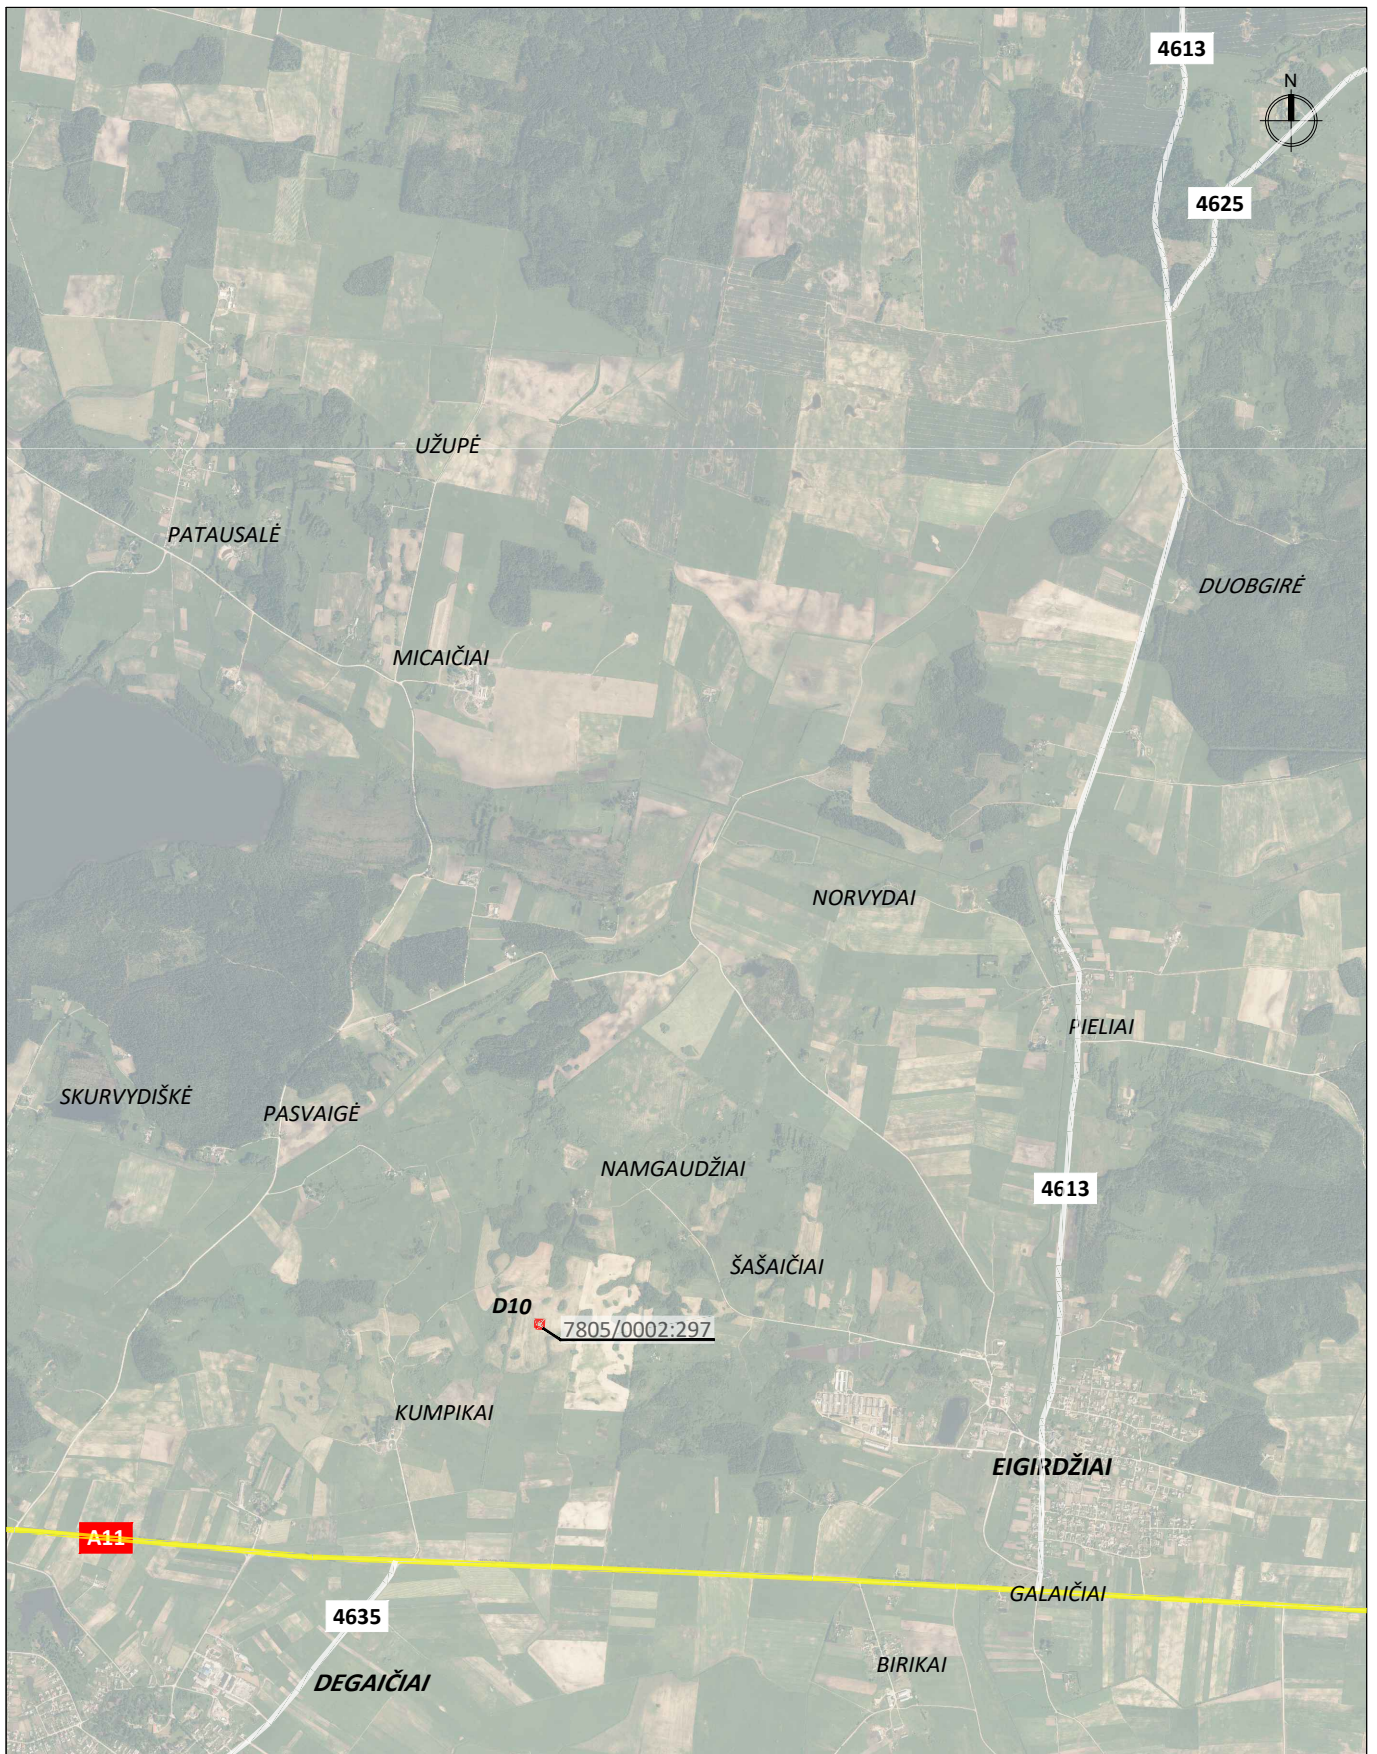 4613
N
4625
UŽUPĖ
PATAUSALĖ
DUOBGIRĖ
MICAIČIAI
NORVYDAI
PIELIAI
SKURVYDIŠKĖ
PASVAIGĖ
NAMGAUDŽIAI
4613
ŠAŠAIČIAI
D10
7805/0002:297
KUMPIKAI
EIGIRDŽIAI
A11
GALAIČIAI
4635
BIRIKAI
DEGAIČIAI